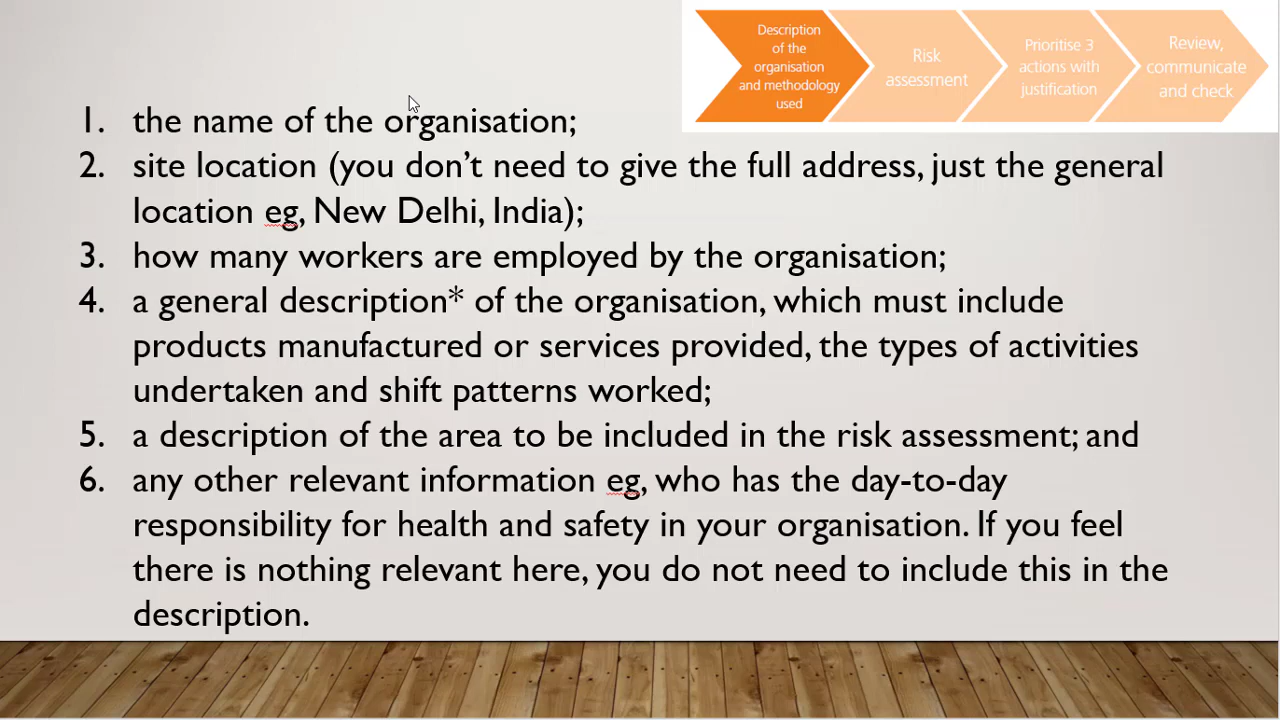 Description
of the
organisation
and methodology
used
Risk
assessment
Prioritise 3
actions with
justification
Review,
communicate
and check
1. the name of the organisation;
2. site location (you don’t need to give the full address, just the general
location eg, New Delhi, India);
3. how many workers are employed by the organisation;
4. a general description* of the organisation, which must include
products manufactured or services provided, the types of activities
undertaken and shift patterns worked;
5. a description of the area to be included in the risk assessment; and
6. any other relevant information eg, who has the day-to-day
responsibility for health and safety in your organisation. If you feel
there is nothing relevant here, you do not need to include this in the
description.